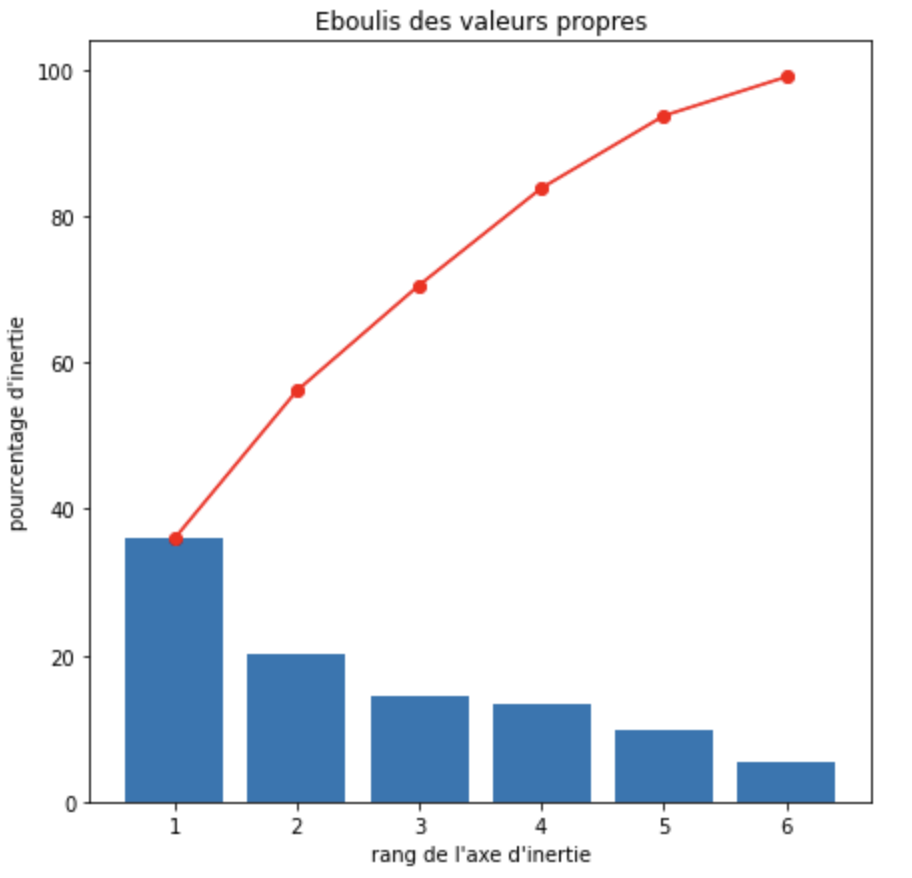 Eboulis des valeurs propres
100
80
60
40
20
0
pourcentage d'inertie
1 2 3 4 5 6
rang de l'axe d'inertie